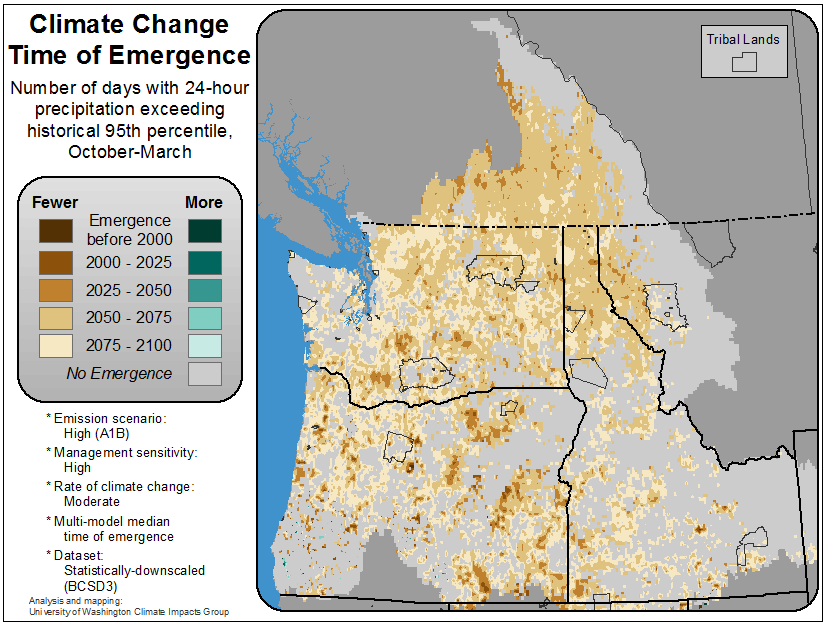 Climate Change
Time of Emergence
Number of days with 24-hour
precipitation exceeding
historical 95th percentile,
October-March
Fewer More
Emergence
before 2000
2000 - 2025
2025 - 2050
2050 - 2075
2075 - 2100
No Emergence
* Emission scenario:
High (A1B)
* Management sensitivity:
High
* Rate of climate change:
Moderate
* Multi-model median
time of emergence
* Dataset:
Statistically-downscaled
(BCSD3)
Analysis and mapping:
University of Washington Climate Impacts Group
Tribal Lands